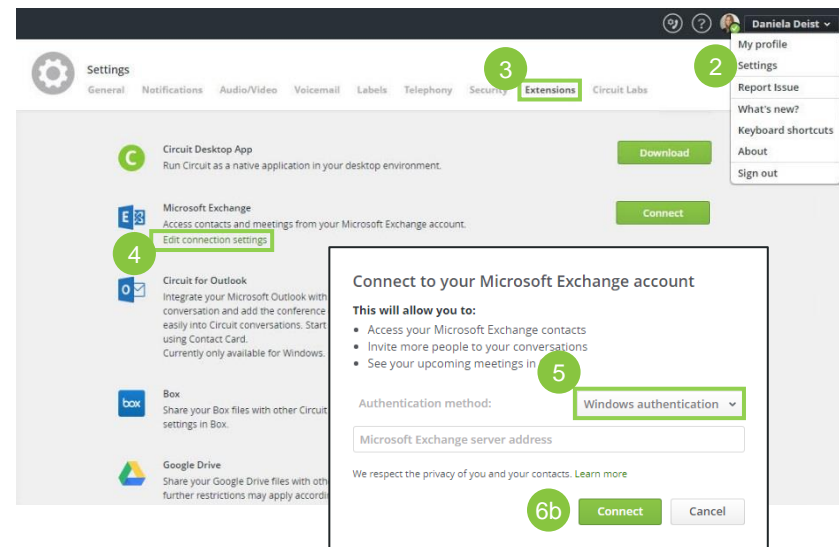 Daniela Deist
My profile
2
Settings
Report Issue
What's new?
Keyboard shortcuts
About
Sign out
Settings
3
General Notifications Audio/Video Voicemail Labels Telephony Security Extensions Circuit Labs
C
Circuit Desktop App
Run Circuit as a native application in your desktop environment.
Download
E
Microsoft Exchange
Access contacts and meetings from your Microsoft Exchange account.
Edit connection settings
Connect
4
o
Circuit for Outlook
Integrate your Microsoft Outlook with
conversation and add the conference
easily into Circuit conversations. Start
using Contact Card.
Currently only available for Windows.
box
Box
Share your Box files with other Circuit
settings in Box.
Google Drive
Share your Google Drive files with oth
further restrictions may apply accordi
Connect to your Microsoft Exchange account
This will allow you to:
• Access your Microsoft Exchange contacts
• Invite more people to your conversations
• See your upcoming meetings in
5
Authentication method:
Windows authentication
Microsoft Exchange server address
We respect the privacy of you and your contacts. Learn more
6b
Connect
Cancel